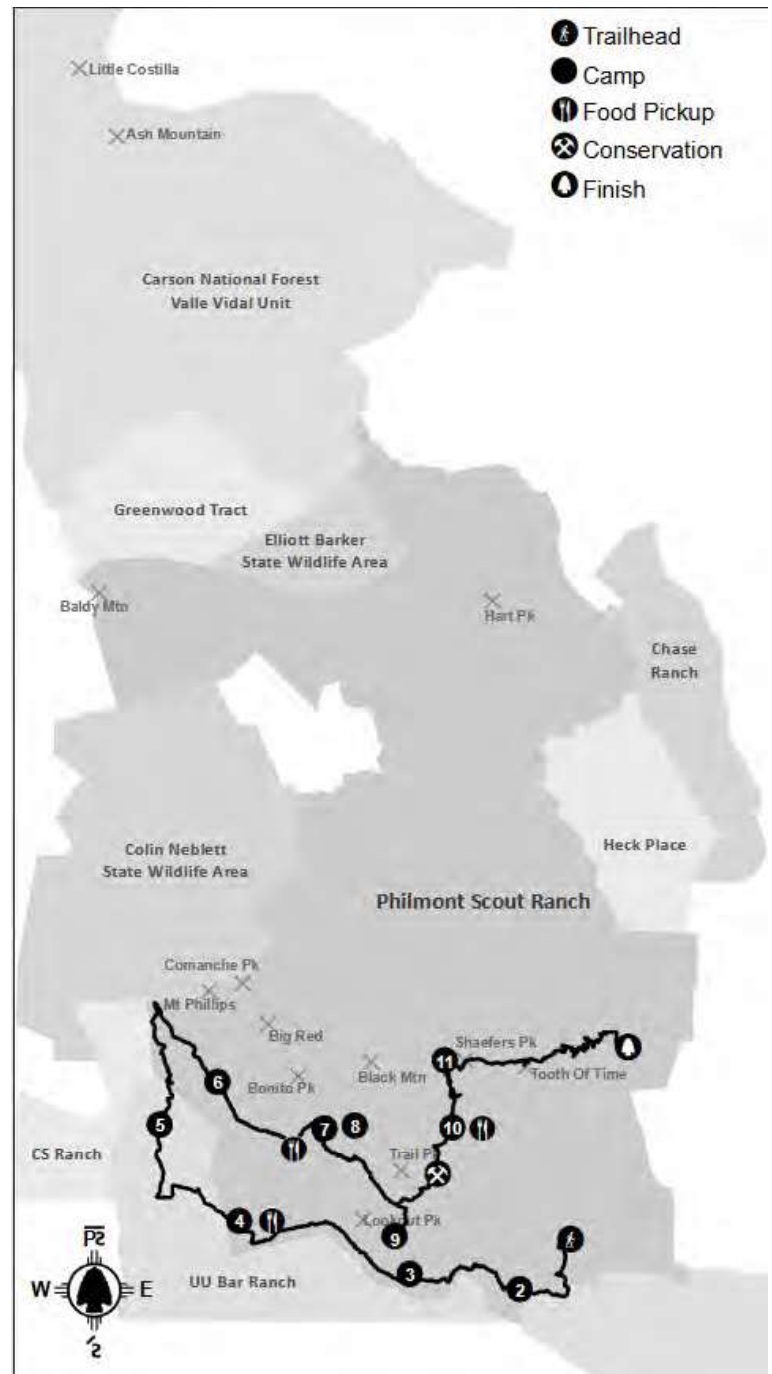 Trailhead
Camp
Food Pickup
Conservation
Finish
Little Costilla
Ash Mountain
Carson National Forest
Valle Vidal Unit
Greenwood Tract
Elliott Barker
State Wildlife Area
Baldy Mtn
Hart Pk
Chase
Ranch
Colin Neblett
State Wildlife Area
Heck Place
Philmont Scout Ranch
Comanche Pk
Mt Phillips
Big Red
Shaefers Pk
11
Black Mtn
Tooth Of Time
Bonito Pk
6
5
7
8
10
CS Ranch
Trail Pk
4
Lookout Pk
9
UU Bar Ranch
3
2
W
E